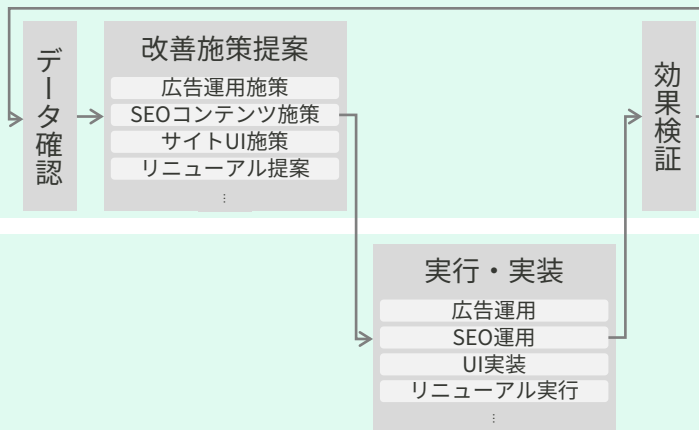 データ確認
改善施策提案
広告運用施策
SEOコンテンツ施策
サイトUI施策
リニューアル提案
⋮
効果検証
実行・実装
広告運用
SEO運用
UI実装
リニューアル実行
⋮